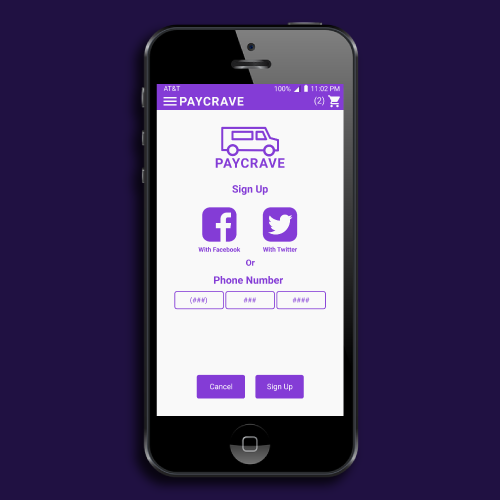 AT&T 100% 11:02 PM
PAYCRAVE (2)
PAYCRAVE
Sign Up
With Facebook With Twitter
Or
Phone Number
(###) ### ####
Cancel Sign Up